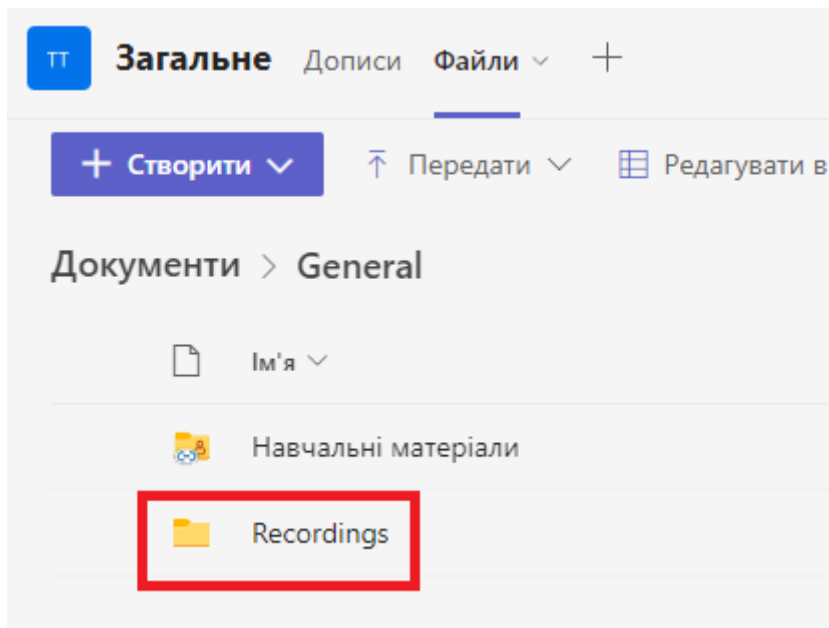 ТТ Загальне Дописи Файли
Створити Передати Редагувати в
Документи > General
Ім'я
Навчальні матеріали
Recordings